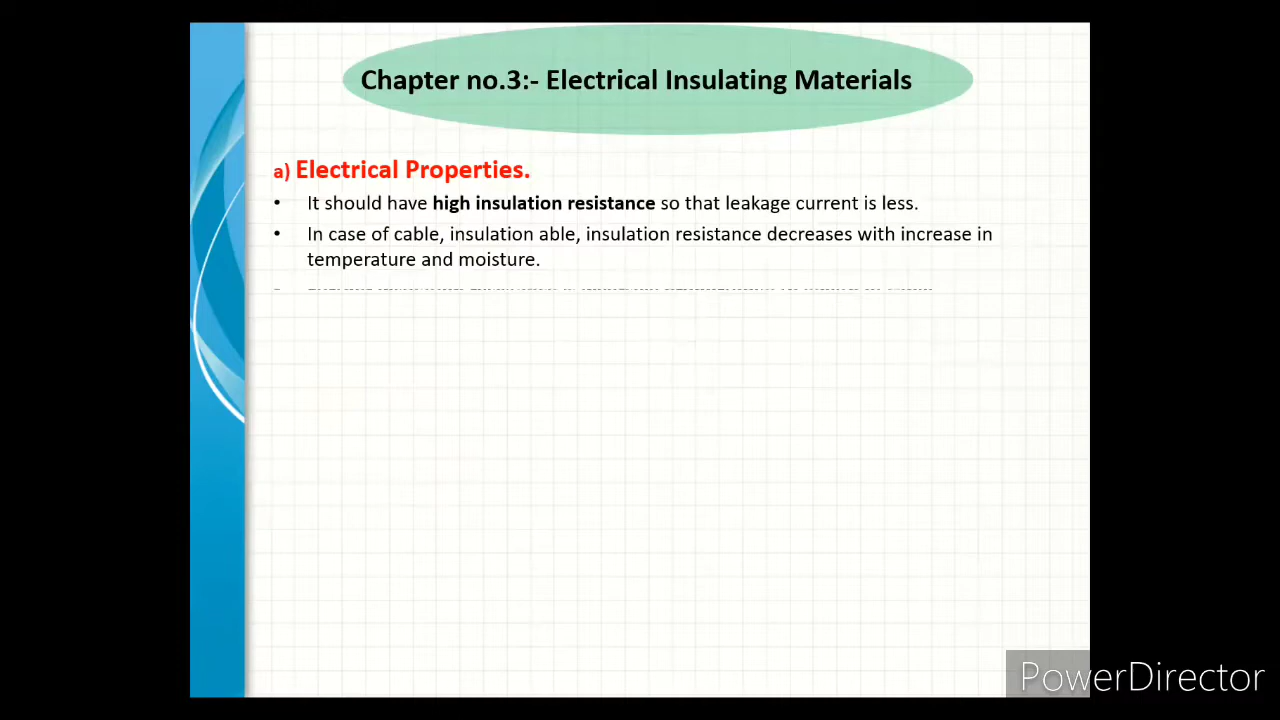 Chapter no.3:- Electrical Insulating Materials
a) Electrical Properties.
• It should have high insulation resistance so that leakage current is less.
• In case of cable, insulation able, insulation resistance decreases with increase in
temperature and moisture.
PowerDirector